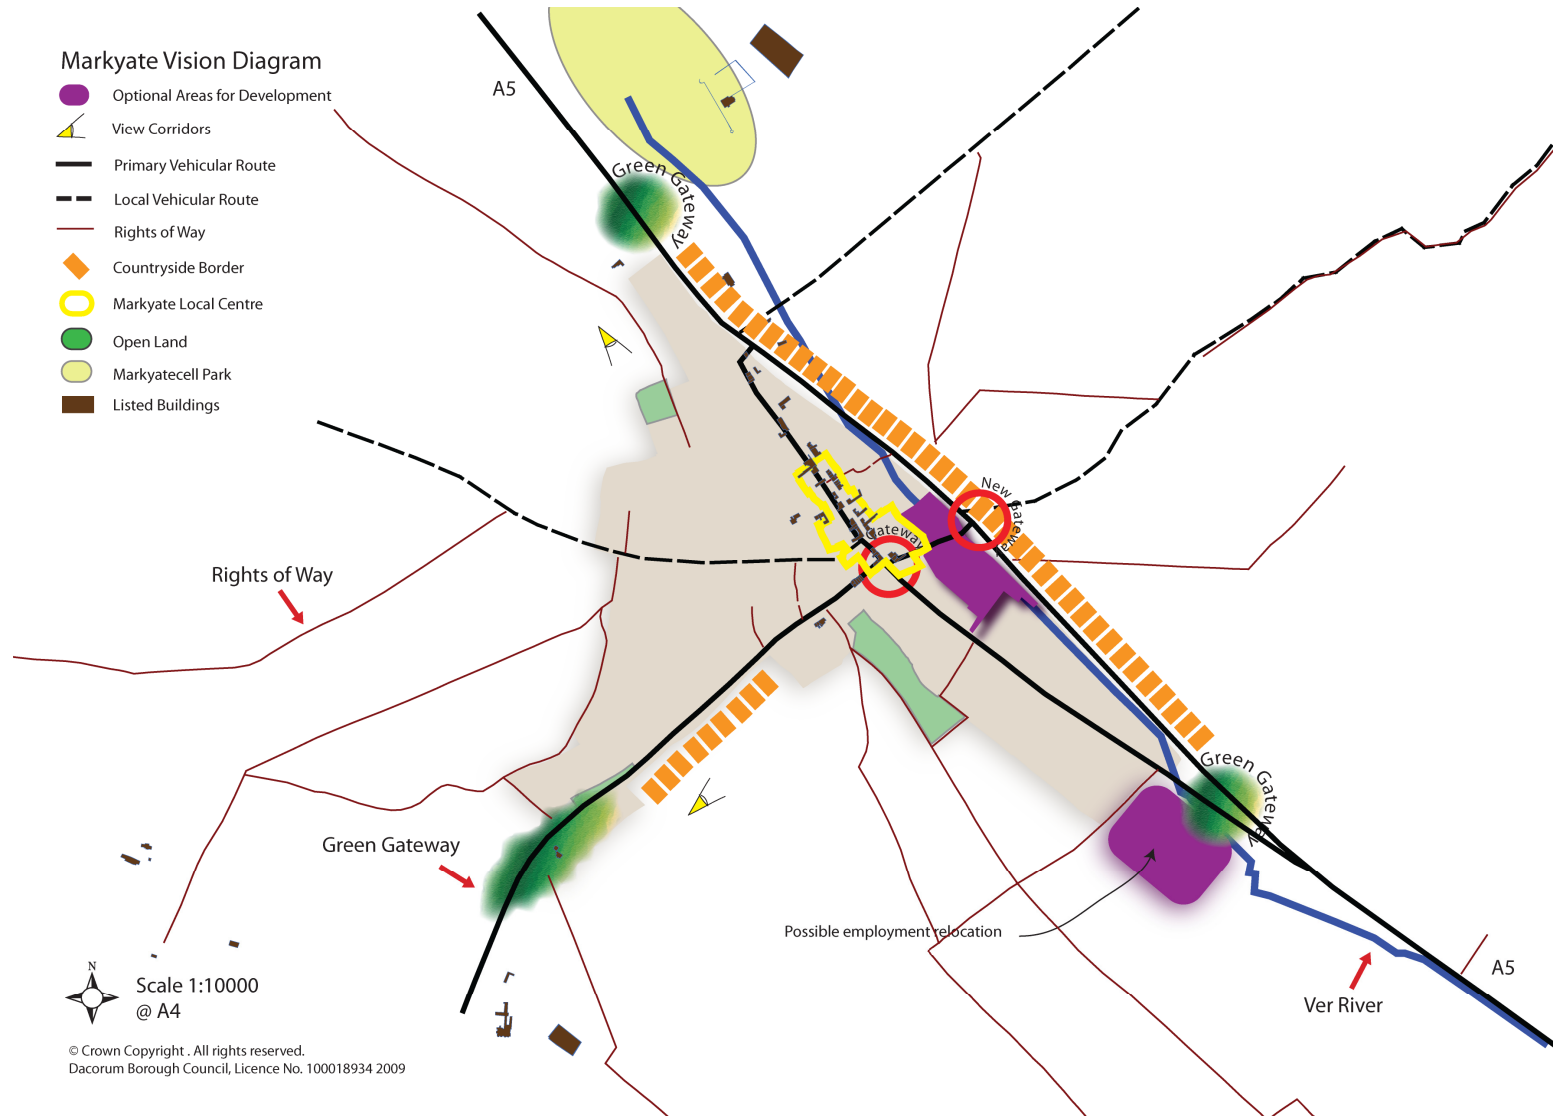 Markyate Vision Diagram
Optional Areas for Development
View Corridors
Primary Vehicular Route
Local Vehicular Route
Rights of Way
Countryside Border
Markyate Local Centre
Open Land
Markyatecell Park
Listed Buildings
A5
Green Gateway
New Gateway
Gateway
Rights of Way
Green Gateway
Green Gateway
Possible employment relocation
A5
Ver River
N
Scale 1:10000
@ A4
© Crown Copyright . All rights reserved.
Dacorum Borough Council, Licence No. 100018934 2009